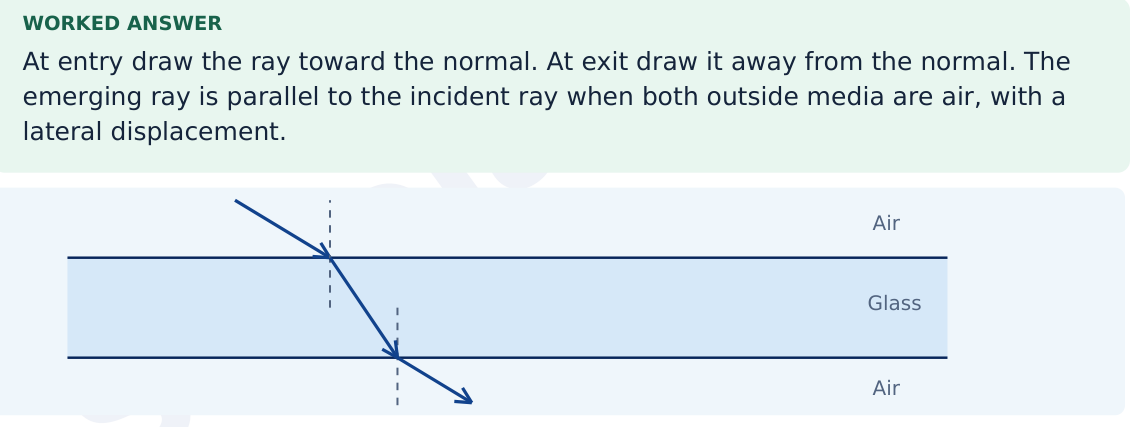 WORKED ANSWER
At entry draw the ray toward the normal. At exit draw it away from the normal. The
emerging ray is parallel to the incident ray when both outside media are air, with a
lateral displacement.
Air
Glass
Air